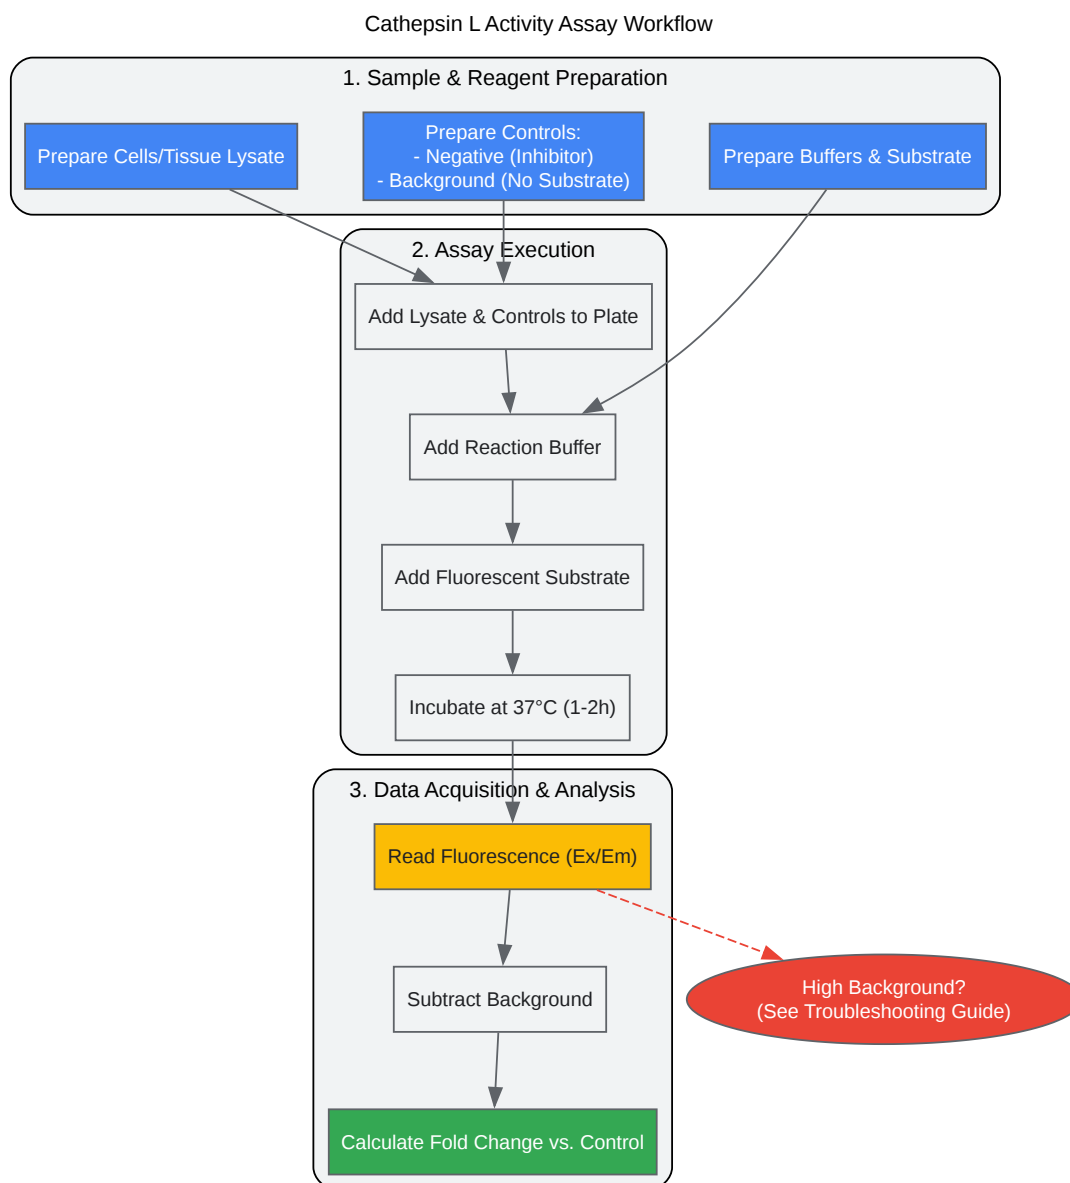 Cathepsin L Activity Assay Workflow
1. Sample & Reagent Preparation
Prepare Cells/Tissue Lysate
Prepare Controls:
- Negative (Inhibitor)
- Background (No Substrate)
Prepare Buffers & Substrate
2. Assay Execution
Add Lysate & Controls to Plate
Add Reaction Buffer
Add Fluorescent Substrate
Incubate at 37°C (1-2h)
3. Data Acquisition & Analysis
Read Fluorescence (Ex/Em)
High Background?
(See Troubleshooting Guide)
Subtract Background
Calculate Fold Change vs. Control